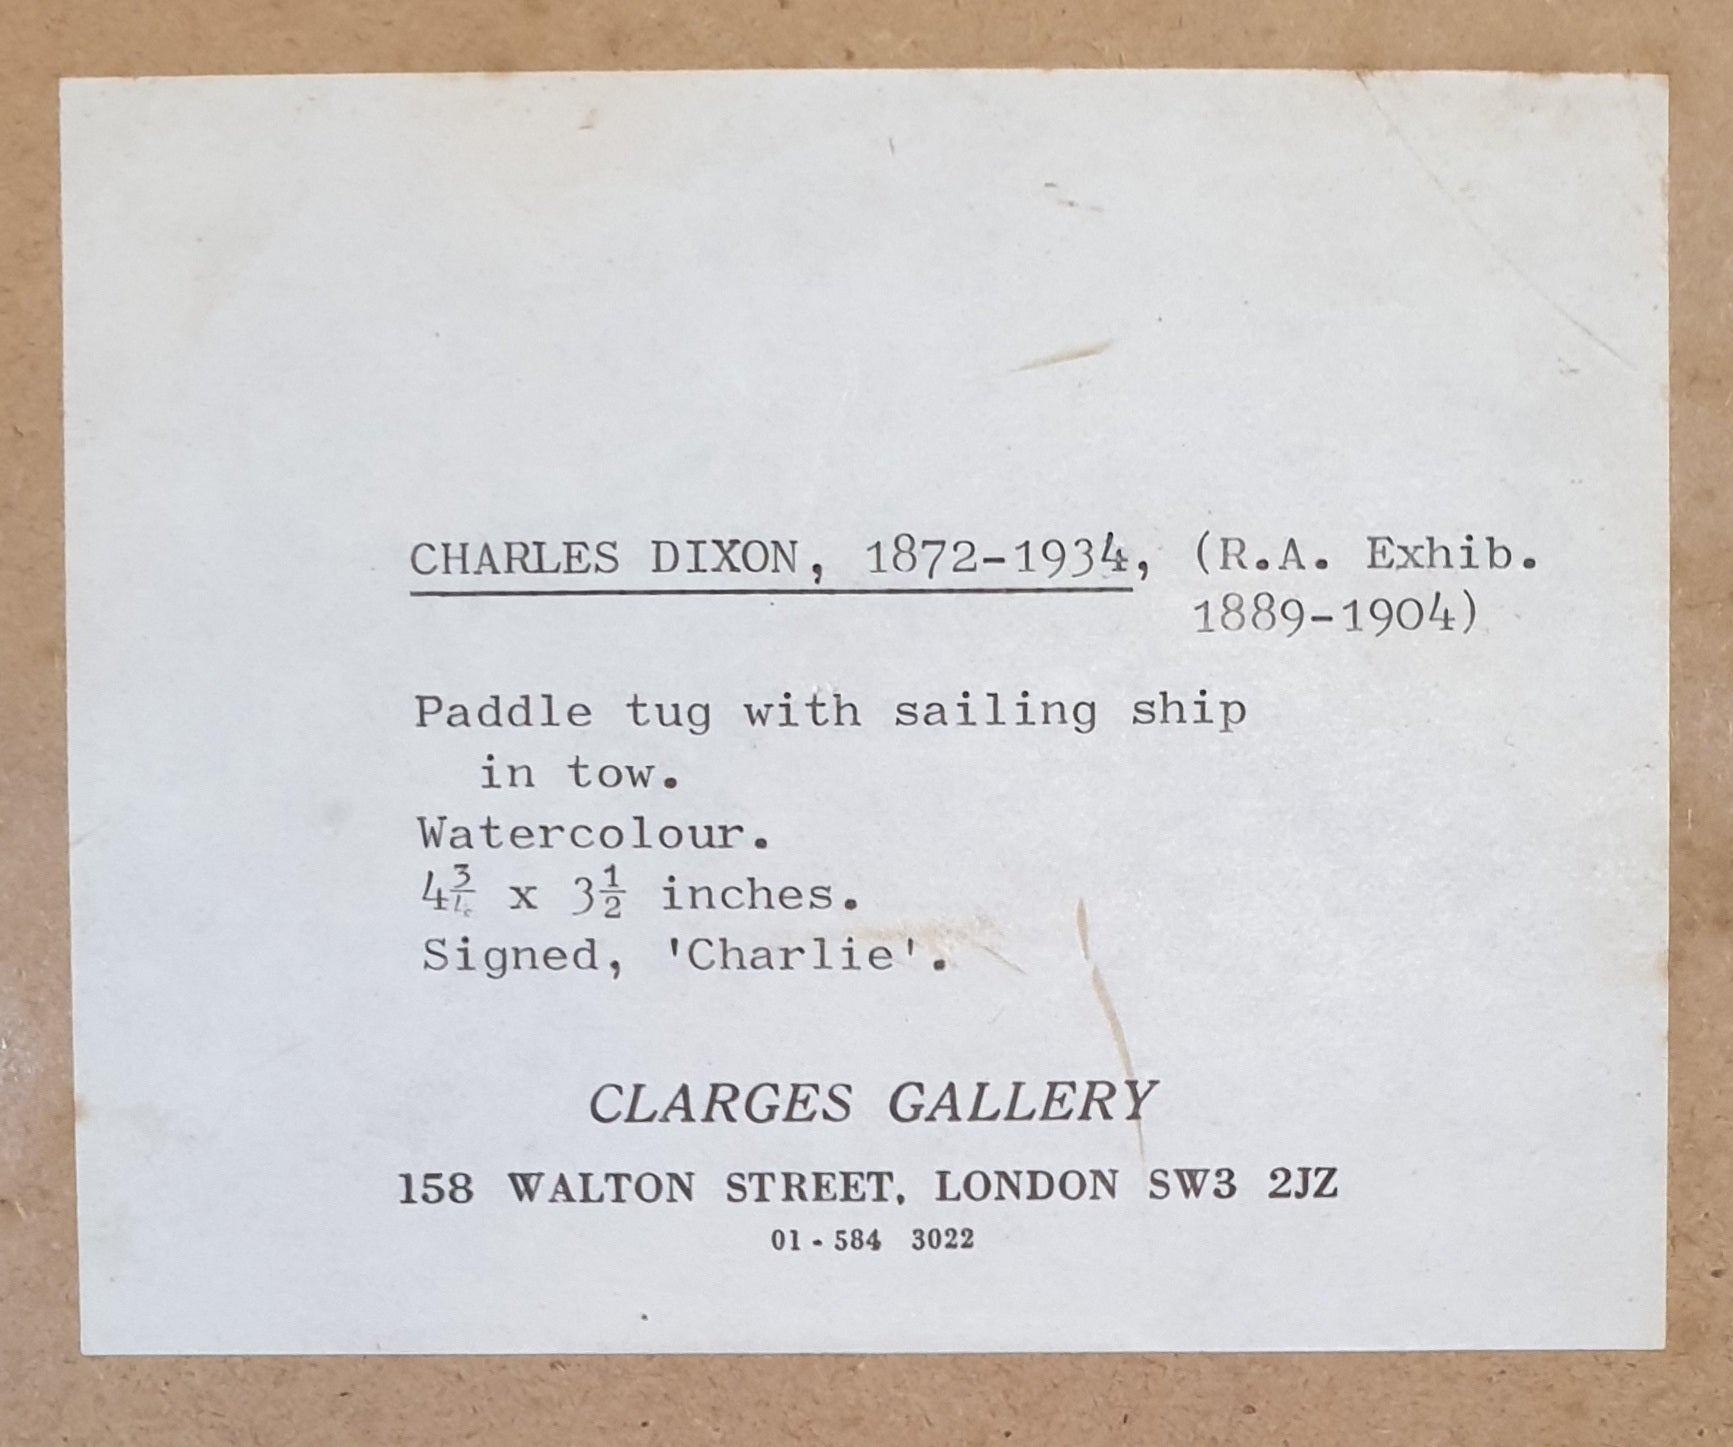 CHARLES DIXON, 1872-1934, (R.A. Exhib.
1889-1904)
Paddle tug with sailing ship
in tow.
Watercolour.
4¾ x 3½ inches.
Signed, 'Charlie'.
CLARGES GALLERY
158 WALTON STREET, LONDON SW3 2JZ
01 - 584 3022